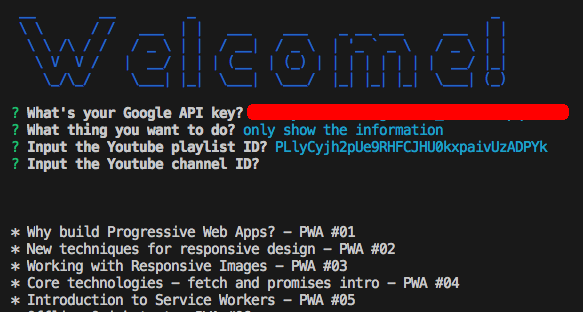 Welcome!
? What's your Google API key?
? What thing you want to do? only show the information
? Input the Youtube playlist ID? PLlyCyjh2pUe9RHFCJHU0kxpaivUzADPYk
? Input the Youtube channel ID?
* Why build Progressive Web Apps? – PWA #01
* New techniques for responsive design – PWA #02
* Working with Responsive Images – PWA #03
* Core technologies – fetch and promises intro – PWA #04
* Introduction to Service Workers – PWA #05